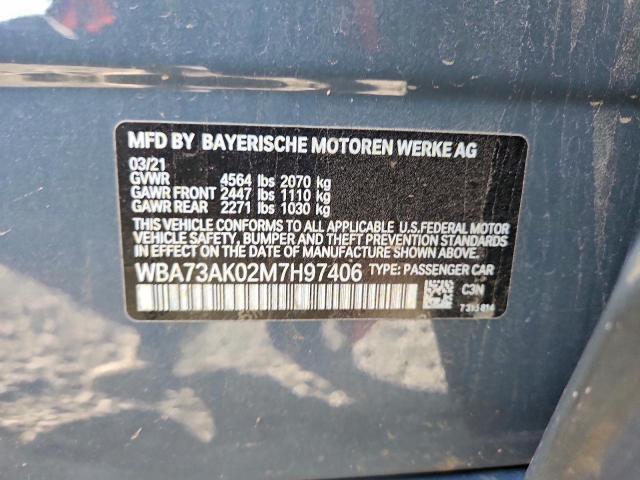 MFD BY BAYERISCHE MOTOREN WERKE AG
03/21
GVWR 4564 lbs 2070 kg
GAWR FRONT 2447 lbs 1110 kg
GAWR REAR 2271 lbs 1030 kg
THIS VEHICLE CONFORMS TO ALL APPLICABLE U.S.FEDERAL MOTOR
VEHICLE SAFETY, BUMPER AND THEFT PREVENTION STANDARDS
IN EFFECT ON THE DATE OF MANUFACTURE SHOWN ABOVE.
WBA73AK02M7H97406 TYPE: PASSENGER CAR
C3N